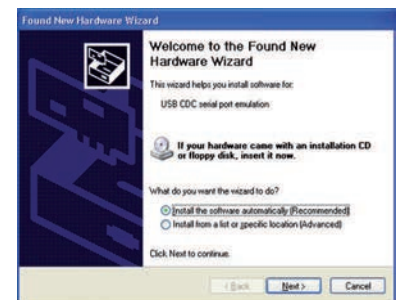 Found New Hardware Wizard
Welcome to the Found New
Hardware Wizard
This wizard helps you install software for:
USB CDC serial port emulation
If your hardware came with an installation CD
or floppy disk, insert it now.
What do you want the wizard to do?
Install the software automatically (Recommended)
Install from a list or specific location (Advanced)
Click Next to continue.
< Back Next > Cancel